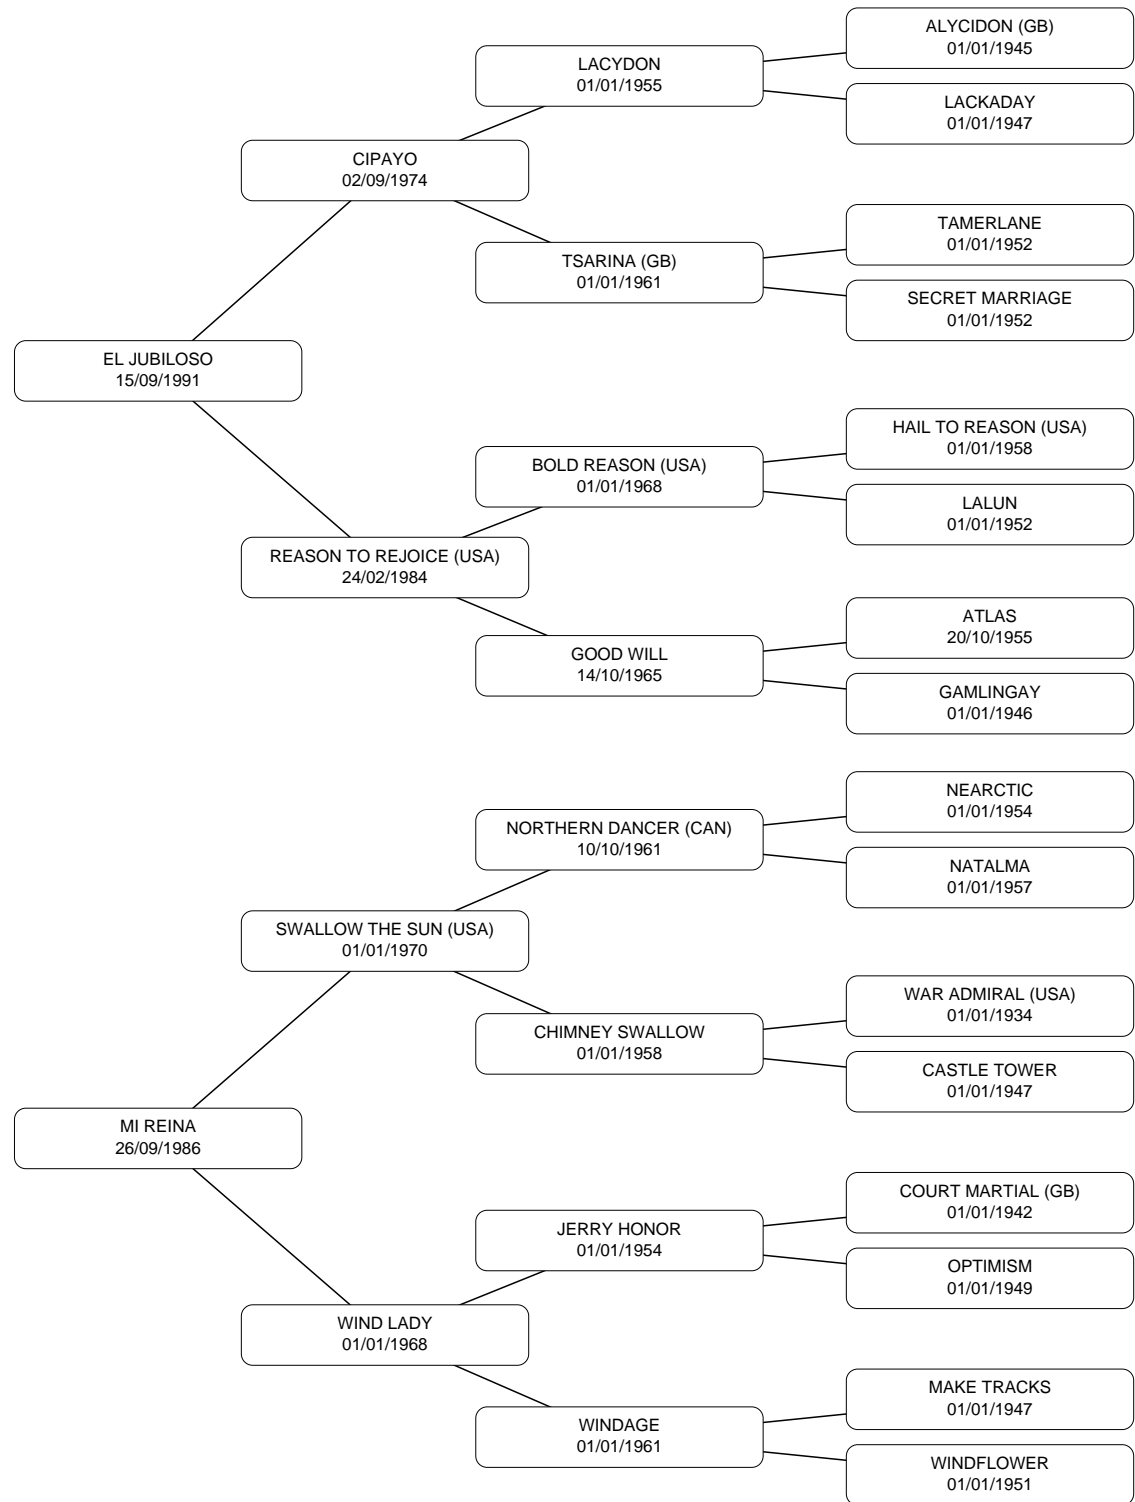 ALYCIDON (GB)
01/01/1945
LACYDON
01/01/1955
LACKADAY
01/01/1947
CIPAYO
02/09/1974
TAMERLANE
01/01/1952
TSARINA (GB)
01/01/1961
SECRET MARRIAGE
01/01/1952
EL JUBILOSO
15/09/1991
HAIL TO REASON (USA)
01/01/1958
BOLD REASON (USA)
01/01/1968
LALUN
01/01/1952
REASON TO REJOICE (USA)
24/02/1984
ATLAS
20/10/1955
GOOD WILL
14/10/1965
GAMLINGAY
01/01/1946
NEARCTIC
01/01/1954
NORTHERN DANCER (CAN)
10/10/1961
NATALMA
01/01/1957
SWALLOW THE SUN (USA)
01/01/1970
WAR ADMIRAL (USA)
01/01/1934
CHIMNEY SWALLOW
01/01/1958
CASTLE TOWER
01/01/1947
MI REINA
26/09/1986
COURT MARTIAL (GB)
01/01/1942
JERRY HONOR
01/01/1954
OPTIMISM
01/01/1949
WIND LADY
01/01/1968
MAKE TRACKS
01/01/1947
WINDAGE
01/01/1961
WINDFLOWER
01/01/1951